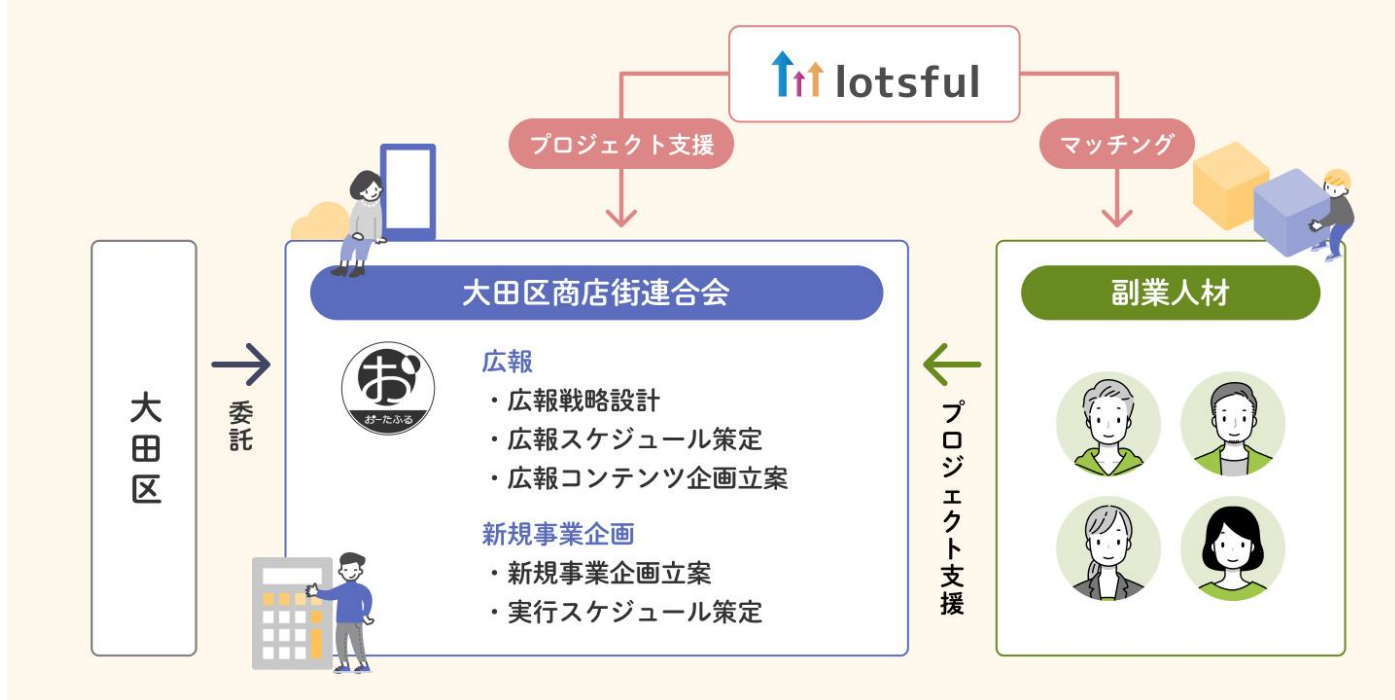 lotsful
プロジェクト支援
マッチング
大田区
委託
大田区商店街連合会
お
おーたふる
広報
・広報戦略設計
・広報スケジュール策定
・広報コンテンツ企画立案
新規事業企画
・新規事業企画立案
・実行スケジュール策定
プロジェクト支援
副業人材